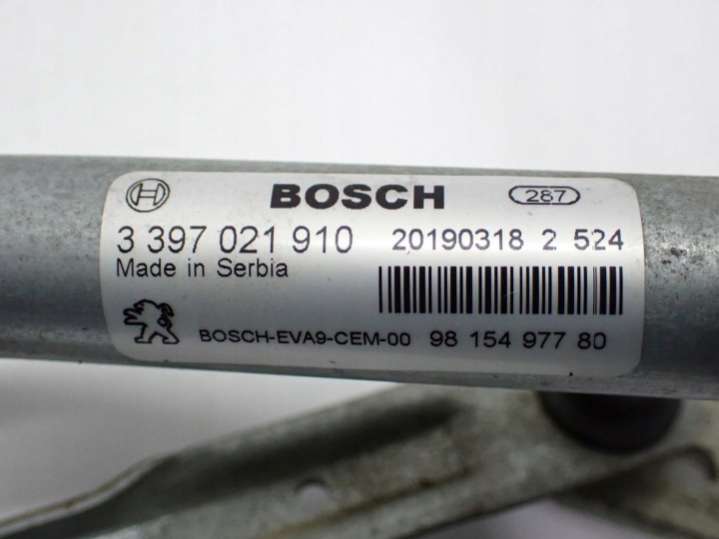 BOSCH 287
3 397 021 910 20190318 2 524
Made in Serbia
BOSCH-EVA9-CEM-00 98 154 977 80